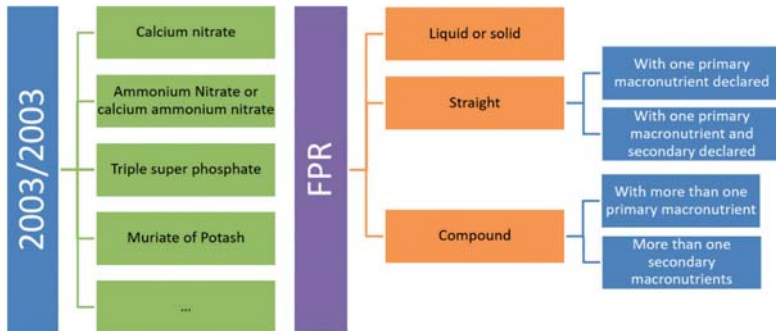 2003/2003
Calcium nitrate
Ammonium Nitrate or
calcium ammonium nitrate
Triple super phosphate
Muriate of Potash
...
FPR
Liquid or solid
Straight
With one primary
macronutrient declared
With one primary
macronutrient and
secondary declared
Compound
With more than one
primary macronutrient
More than one
secondary
macronutrients